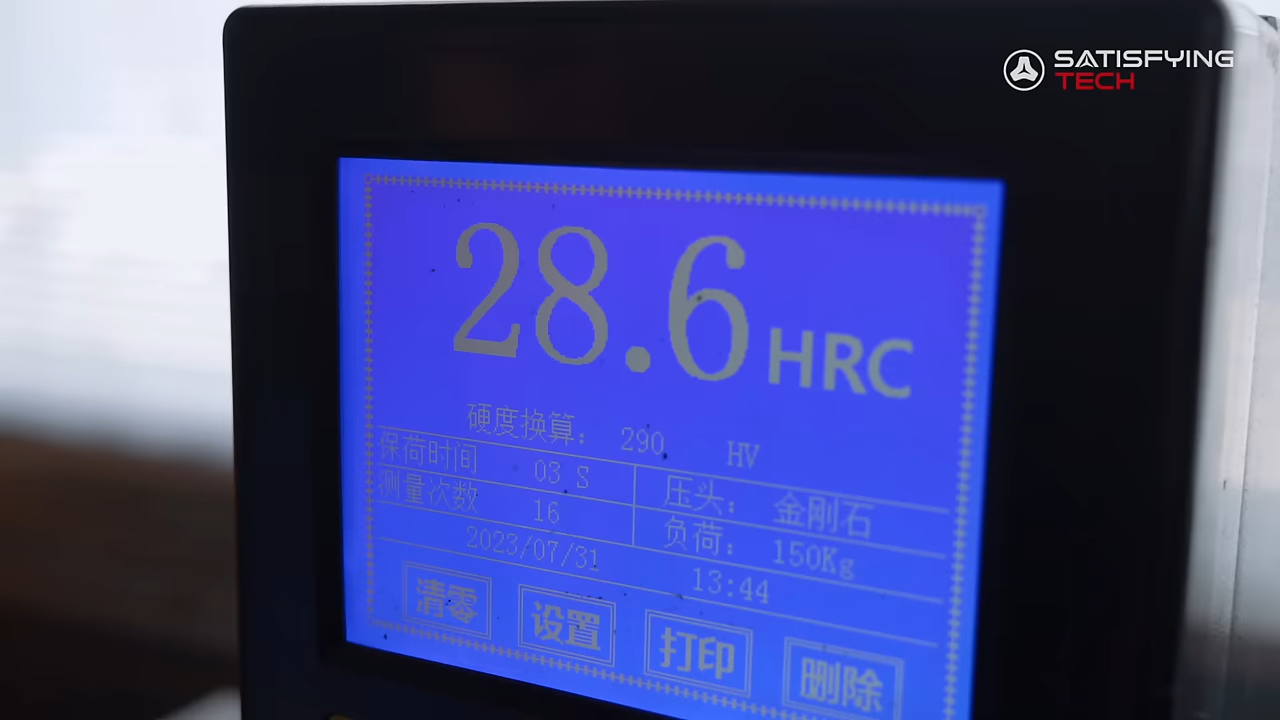 SATISFYING
TECH
28.6 HRC
硬度换算： 290 HV
保荷时间 03 S
压头： 金刚石
测量次数 16
负荷： 150Kg
2023/07/31 13:44
清零 设置 打印 删除